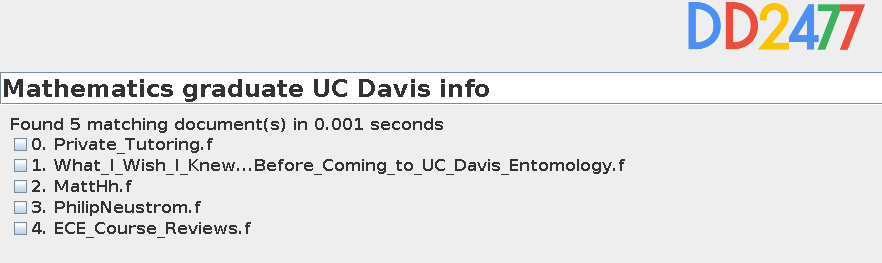 DD2477
Mathematics graduate UC Davis info
Found 5 matching document(s) in 0.001 seconds
0. Private_Tutoring.f
1. What_I_Wish_I_Knew...Before_Coming_to_UC_Davis_Entomology.f
2. MattHh.f
3. PhilipNeustrom.f
4. ECE_Course_Reviews.f